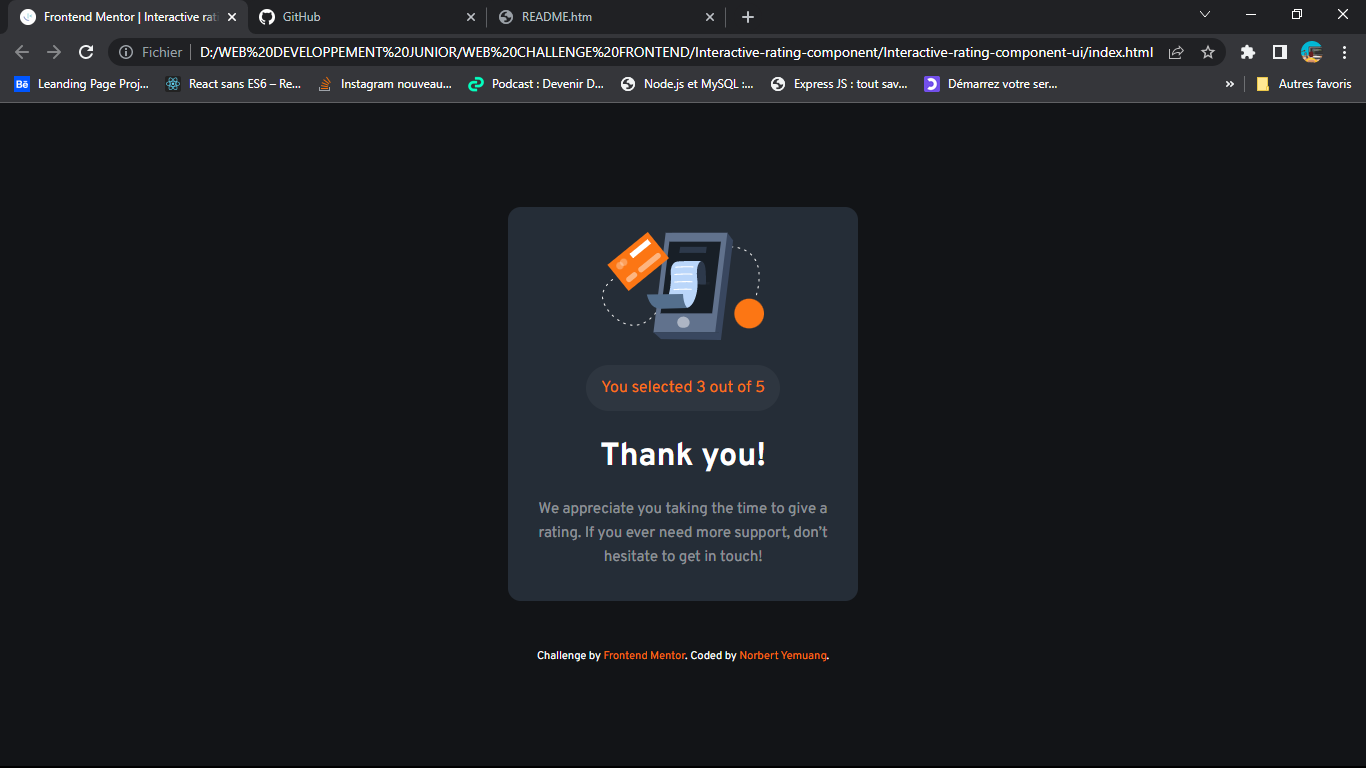 Frontend Mentor | Interactive rat
GitHub
README.htm
Fichier
D:/WEB%20DEVELOPPEMENT%20JUNIOR/WEB%20CHALLENGE%20FRONTEND/Interactive-rating-component/Interactive-rating-component-ui/index.html
Bē Leanding Page Proj... React sans ES6 – Re... Instagram nouveau... Podcast : Devenir D... Node.js et MySQL :... Express JS : tout sav... Démarrez votre ser... » Autres favoris
You selected 3 out of 5
Thank you!
We appreciate you taking the time to give a
rating. If you ever need more support, don’t
hesitate to get in touch!
Challenge by Frontend Mentor. Coded by Norbert Yemuang.